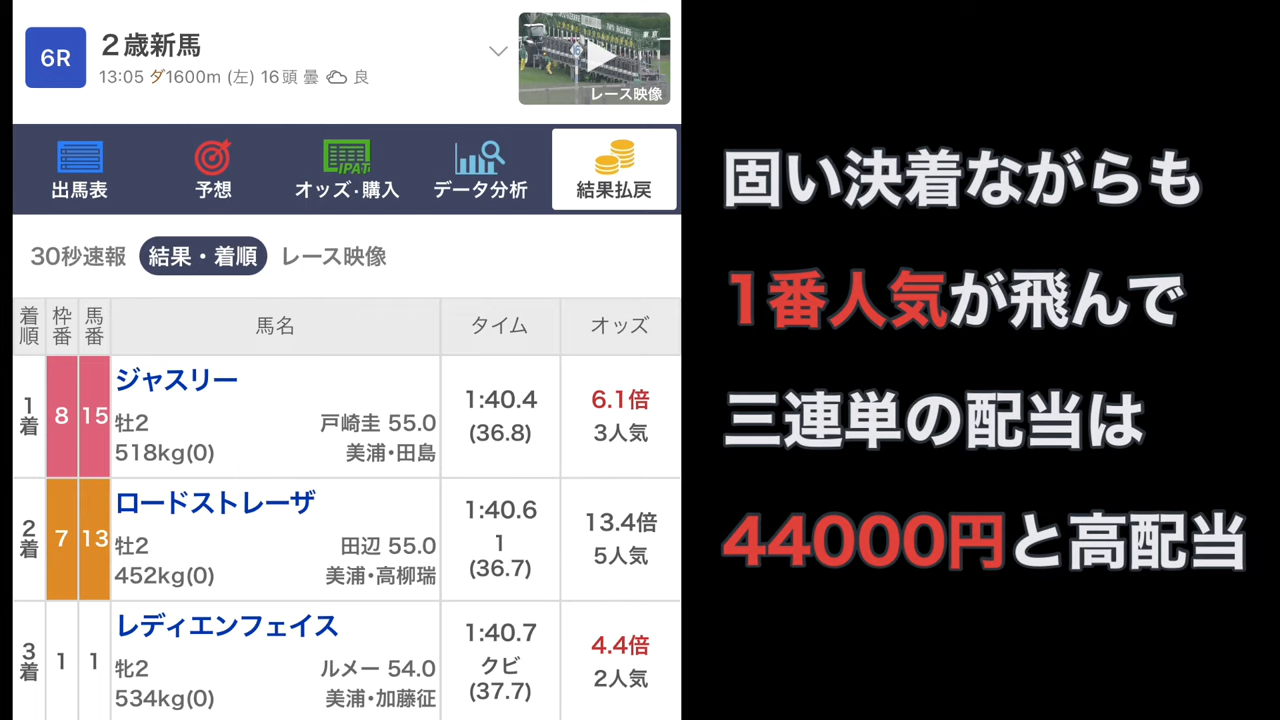 6R
2歳新馬
13:05 ダ1600m (左) 16頭 曇 良
レース映像
出馬表
予想
IPAT
オッズ・購入
データ分析
結果払戻
30秒速報
結果・着順
レース映像
着順
枠番
馬番
馬名
タイム
オッズ
1着
8
15
ジャスリー
牡2
戸崎圭 55.0
518kg(0)
美浦・田島
1:40.4
(36.8)
6.1倍
3人気
2着
7
13
ロードストレーザ
牡2
田辺 55.0
452kg(0)
美浦・高柳瑞
1:40.6
1
(36.7)
13.4倍
5人気
3着
1
1
レディエンフェイス
牝2
ルメー 54.0
534kg(0)
美浦・加藤征
1:40.7
クビ
(37.7)
4.4倍
2人気
固い決着ながらも
1番人気が飛んで
三連単の配当は
44000円と高配当